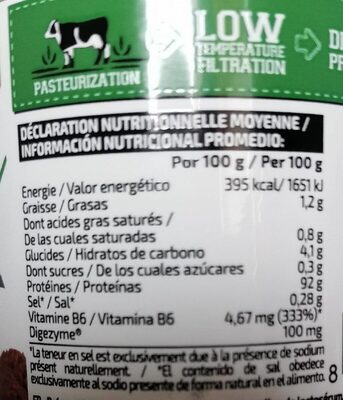 LOW
TEMPERATURE
FILTRATION
PASTEURIZATION
DÉCLARATION NUTRITIONNELLE MOYENNE /
INFORMACIÓN NUTRICIONAL PROMEDIO:
Por 100 g / Per 100 g
Energie / Valor energético 395 kcal/ 1651 kJ
Graisse / Grasas 1,2 g
Dont acides gras saturés /
De las cuales saturadas 0,8 g
Glucides / Hidratos de carbono 4,1 g
Dont sucres / De los cuales azúcares 0,3 g
Protéines / Proteínas 92 g
Sel* / Sal* 0,28 g
Vitamine B6 / Vitamina B6 4,67 mg (333%)*
Digezyme® 100 mg
*La teneur en sel est exclusivement due à la présence de sodium
présent naturellement. / *El contenido de sal obedece
exclusivamente al sodio presente de forma natural en el alimento. 8